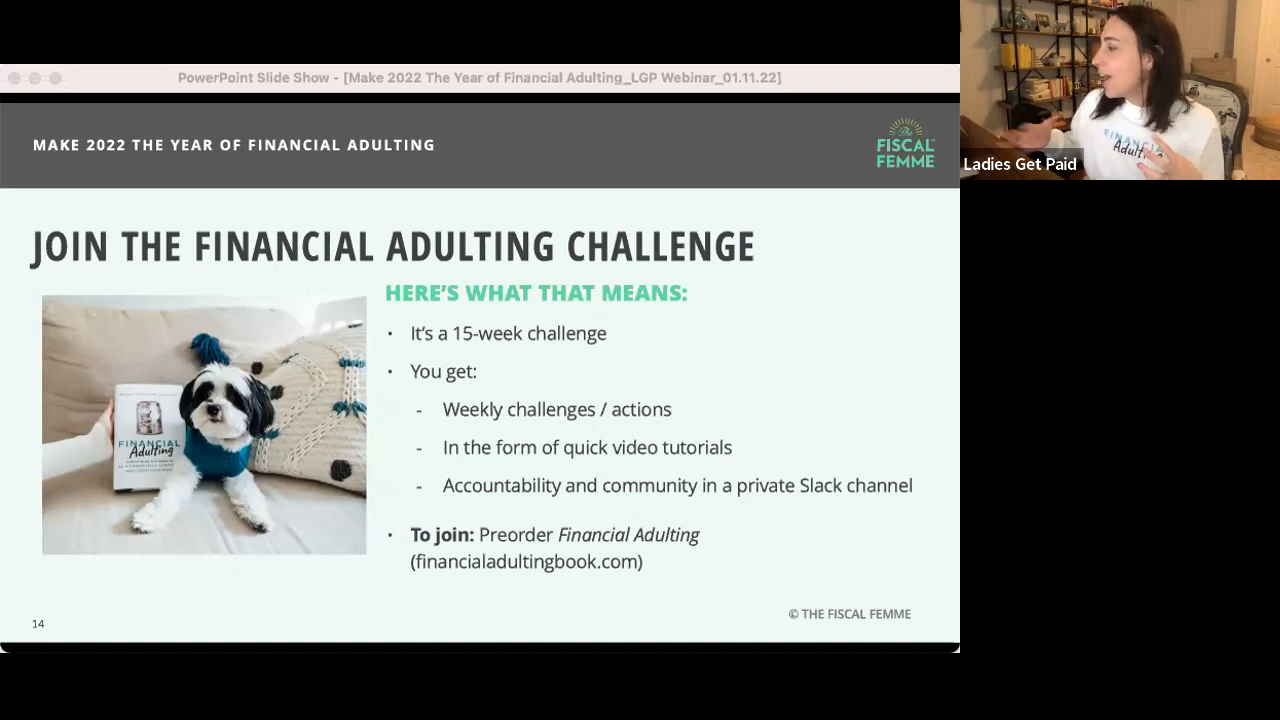 PowerPoint Slide Show - [Make 2022 The Year of Financial Adulting_LGP Webinar_01.11.22]
MAKE 2022 THE YEAR OF FINANCIAL ADULTING
The
FISCAL
FEMME
Ladies Get Paid
FINANCIAL
JOIN THE FINANCIAL ADULTING CHALLENGE
HERE'S WHAT THAT MEANS:
• It's a 15-week challenge
• You get:
- Weekly challenges / actions
- In the form of quick video tutorials
- Accountability and community in a private Slack channel
• To join: Preorder Financial Adulting
(financialadultingbook.com)
FINANCIAL
Adulting
14
© THE FISCAL FEMME